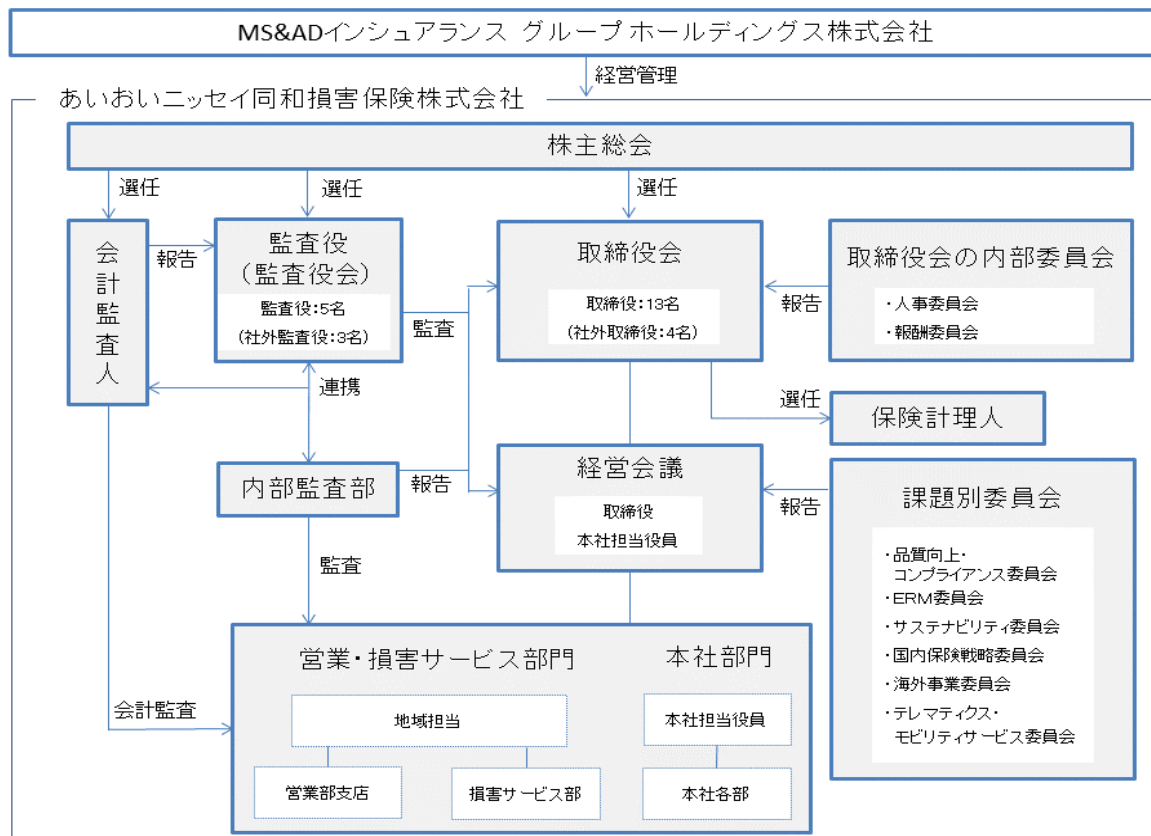 MS&ADインシュアランス グループ ホールディングス株式会社
経営管理
あいおいニッセイ同和損害保険株式会社
株主総会
選任
選任
選任
会計監査人
報告
監査役
（監査役会）
監査役：5名
（社外監査役：3名）
監査
取締役会
取締役：13名
（社外取締役：4名）
報告
取締役会の内部委員会
・人事委員会
・報酬委員会
連携
選任
保険計理人
内部監査部
報告
経営会議
取締役
本社担当役員
報告
課題別委員会
・品質向上・
コンプライアンス委員会
・ERM委員会
・サステナビリティ委員会
・国内保険戦略委員会
・海外事業委員会
・テレマティクス・
モビリティサービス委員会
監査
営業・損害サービス部門
本社部門
会計監査
地域担当
本社担当役員
営業部支店
損害サービス部
本社各部